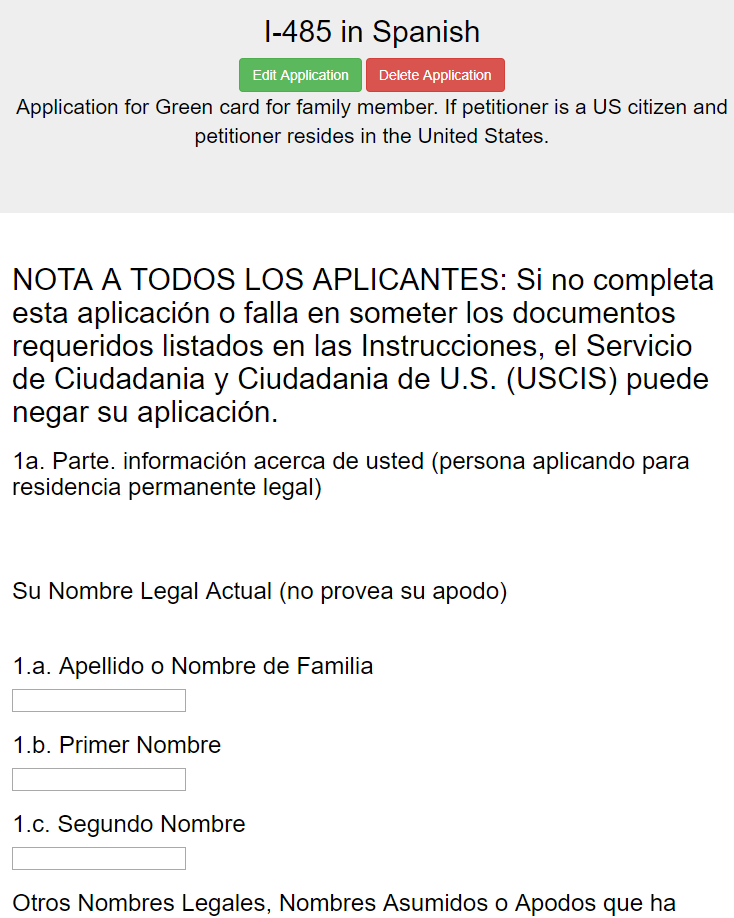 I-485 in Spanish
Edit Application
Delete Application
Application for Green card for family member. If petitioner is a US citizen and
petitioner resides in the United States.
NOTA A TODOS LOS APLICANTES: Si no completa
esta aplicación o falla en someter los documentos
requeridos listados en las Instrucciones, el Servicio
de Ciudadania y Ciudadania de U.S. (USCIS) puede
negar su aplicación.
1a. Parte. información acerca de usted (persona aplicando para
residencia permanente legal)
Su Nombre Legal Actual (no provea su apodo)
1.a. Apellido o Nombre de Familia
1.b. Primer Nombre
1.c. Segundo Nombre
Otros Nombres Legales, Nombres Asumidos o Apodos que ha